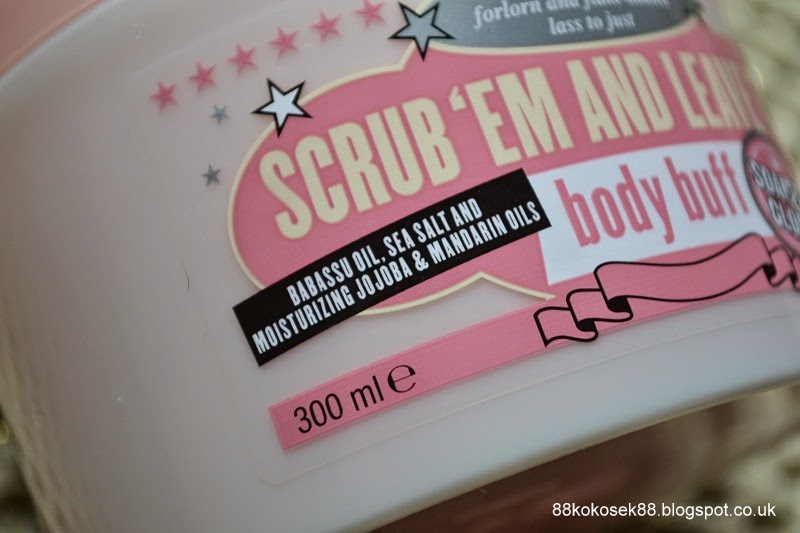 forlorn and
lass to just
SCRUB 'EM AND LEAVE
body buff
BABASSU OIL, SEA SALT AND
MOISTURIZING JOJOBA & MANDARIN OILS
300 ml e
88kokosek88.blogspot.co.uk